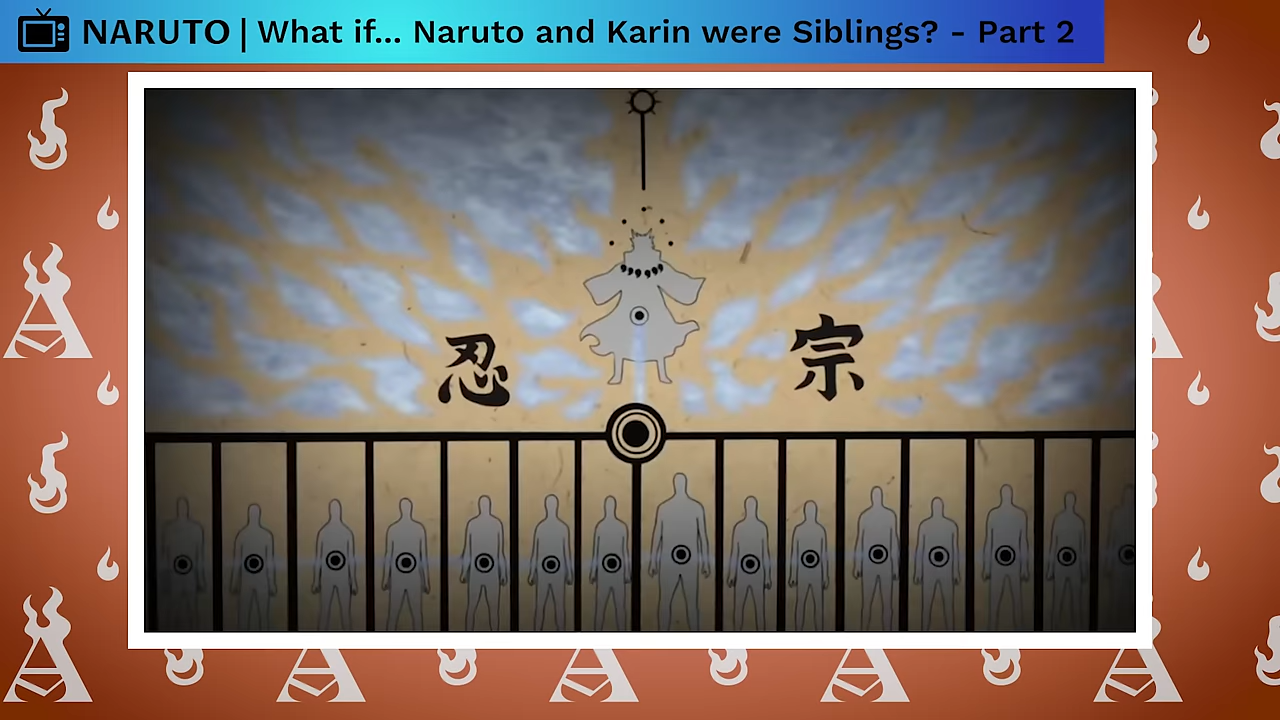 NARUTO | What if... Naruto and Karin were Siblings? - Part 2
忍 宗